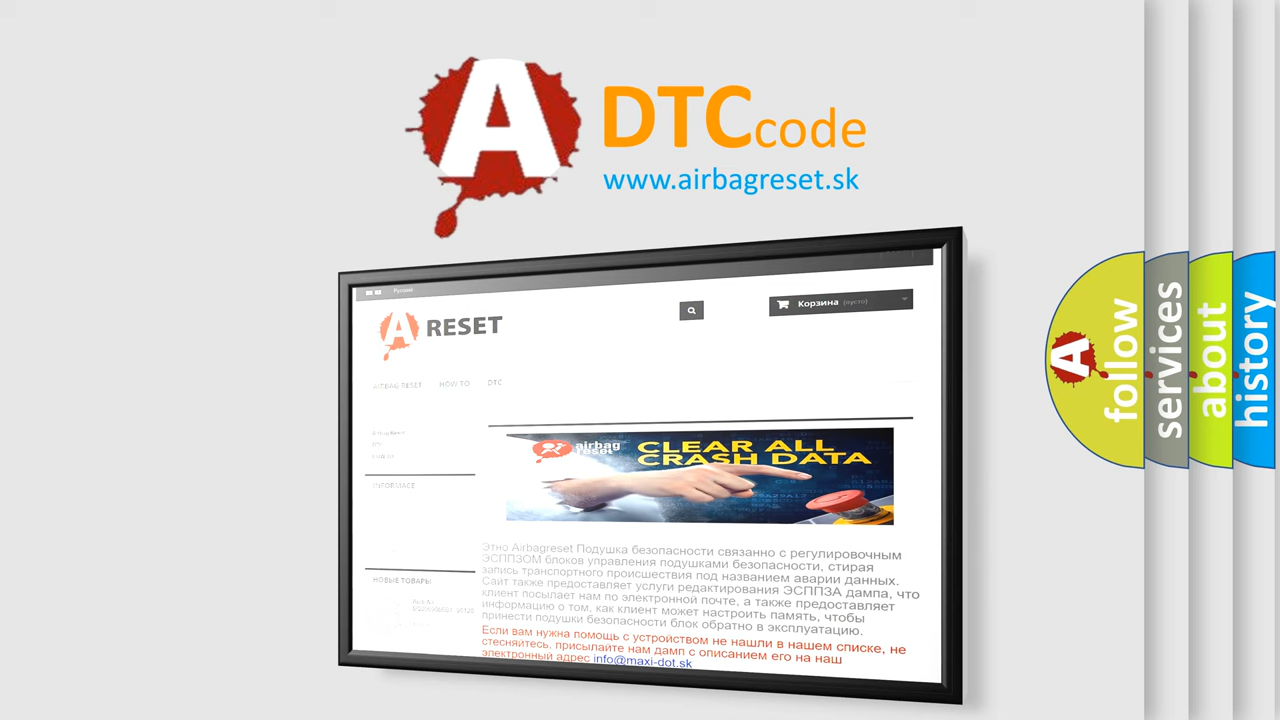 A DTCcode
www.airbagreset.sk
Русский
A RESET
Корзина (пусто)
AIRBAG RESET HOW TO DTC
airbag
reset
CLEAR ALL
CRASH DATA
INFORMACE
НОВЫЕ ТОВАРЫ
Этно Airbagreset Подушка безопасности связанно с регулировочным
ЭСППЗОМ блоков управления подушками безопасности, стирая
запись транспортного происшествия под названием аварии данных.
Сайт также предоставляет услуги редактирования ЭСППЗА дампа, что
клиент посылает нам по электронной почте, а также предоставляет
информацию о том, как клиент может настроить память, чтобы
принести подушки безопасности блок обратно в эксплуатацию.
Если вам нужна помощь с устройством не нашли в нашем списке, не
стесняйтесь, присылайте нам дамп с описанием его на наш
электронный адрес info@maxi-dot.sk
A
follow
services
about
history